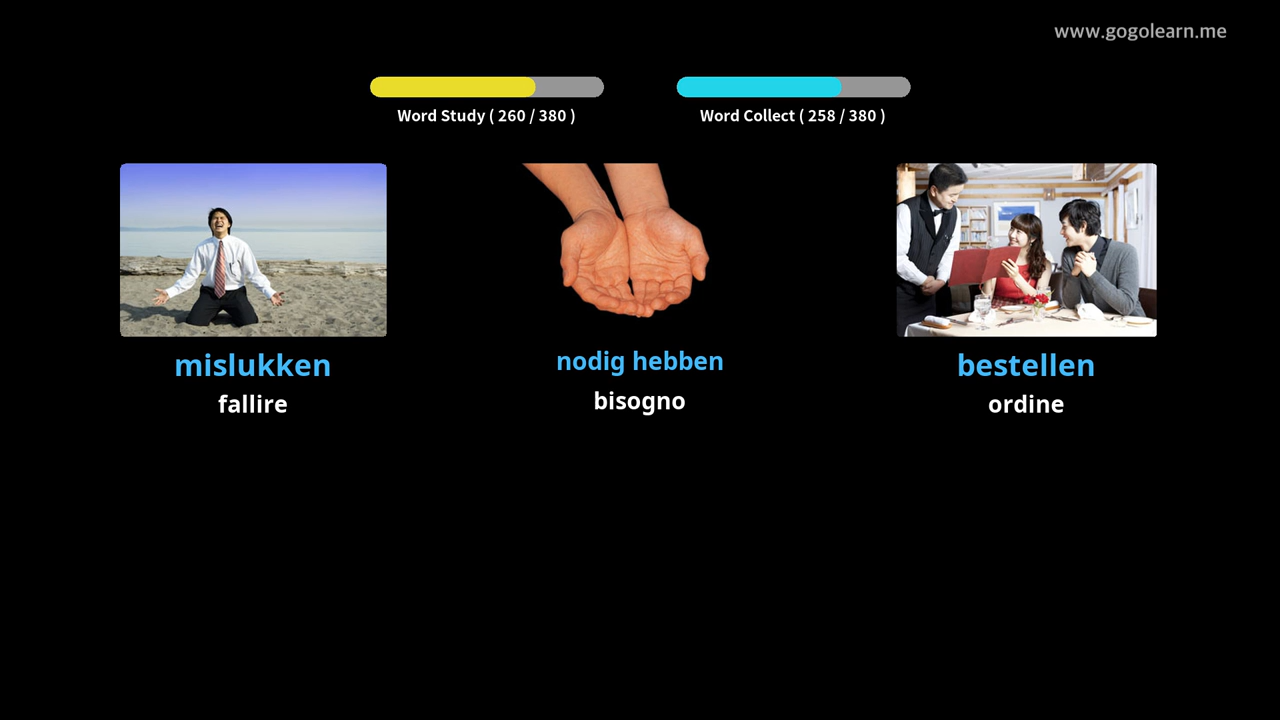 www.gogolearn.me
Word Study ( 260 / 380 )
Word Collect ( 258 / 380 )
mislukken
fallire
nodig hebben
bisogno
bestellen
ordine